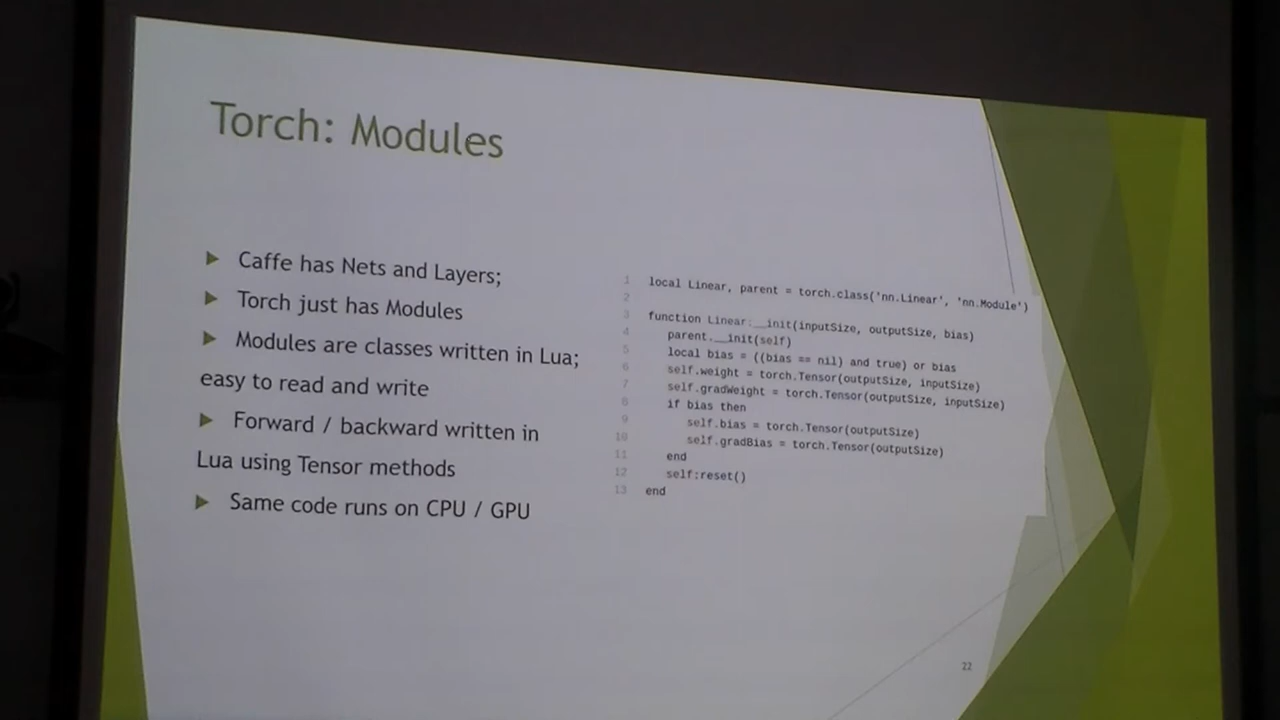 Torch: Modules
Caffe has Nets and Layers;
Torch just has Modules
Modules are classes written in Lua;
easy to read and write
Forward / backward written in
Lua using Tensor methods
Same code runs on CPU / GPU
1 local Linear, parent = torch.class('nn.Linear', 'nn.Module')
2
3 function Linear:__init(inputSize, outputSize, bias)
4 parent.__init(self)
5 local bias = ((bias == nil) and true) or bias
6 self.weight = torch.Tensor(outputSize, inputSize)
7 self.gradWeight = torch.Tensor(outputSize, inputSize)
8 if bias then
9 self.bias = torch.Tensor(outputSize)
10 self.gradBias = torch.Tensor(outputSize)
11 end
12 self:reset()
13 end
22